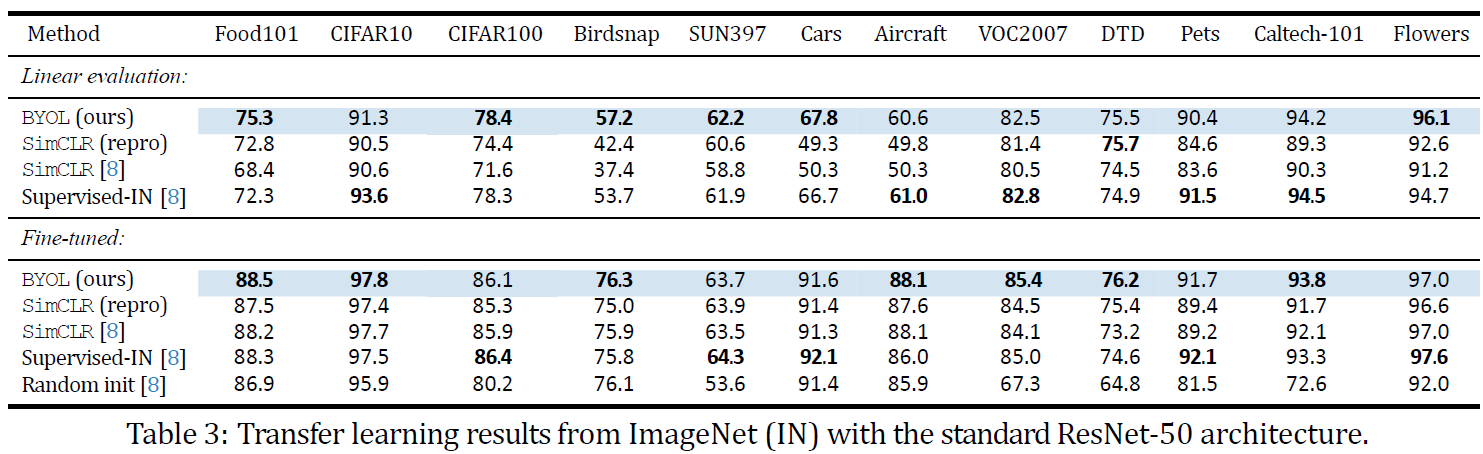 Method Food101 CIFAR10 CIFAR100 Birdsnap SUN397 Cars Aircraft VOC2007 DTD Pets Caltech-101 Flowers
Linear evaluation:
BYOL (ours) 75.3 91.3 78.4 57.2 62.2 67.8 60.6 82.5 75.5 90.4 94.2 96.1
SimCLR (repro) 72.8 90.5 74.4 42.4 60.6 49.3 49.8 81.4 75.7 84.6 89.3 92.6
SimCLR [8] 68.4 90.6 71.6 37.4 58.8 50.3 50.3 80.5 74.5 83.6 90.3 91.2
Supervised-IN [8] 72.3 93.6 78.3 53.7 61.9 66.7 61.0 82.8 74.9 91.5 94.5 94.7
Fine-tuned:
BYOL (ours) 88.5 97.8 86.1 76.3 63.7 91.6 88.1 85.4 76.2 91.7 93.8 97.0
SimCLR (repro) 87.5 97.4 85.3 75.0 63.9 91.4 87.6 84.5 75.4 89.4 91.7 96.6
SimCLR [8] 88.2 97.7 85.9 75.9 63.5 91.3 88.1 84.1 73.2 89.2 92.1 97.0
Supervised-IN [8] 88.3 97.5 86.4 75.8 64.3 92.1 86.0 85.0 74.6 92.1 93.3 97.6
Random init [8] 86.9 95.9 80.2 76.1 53.6 91.4 85.9 67.3 64.8 81.5 72.6 92.0
Table 3: Transfer learning results from ImageNet (IN) with the standard ResNet-50 architecture.